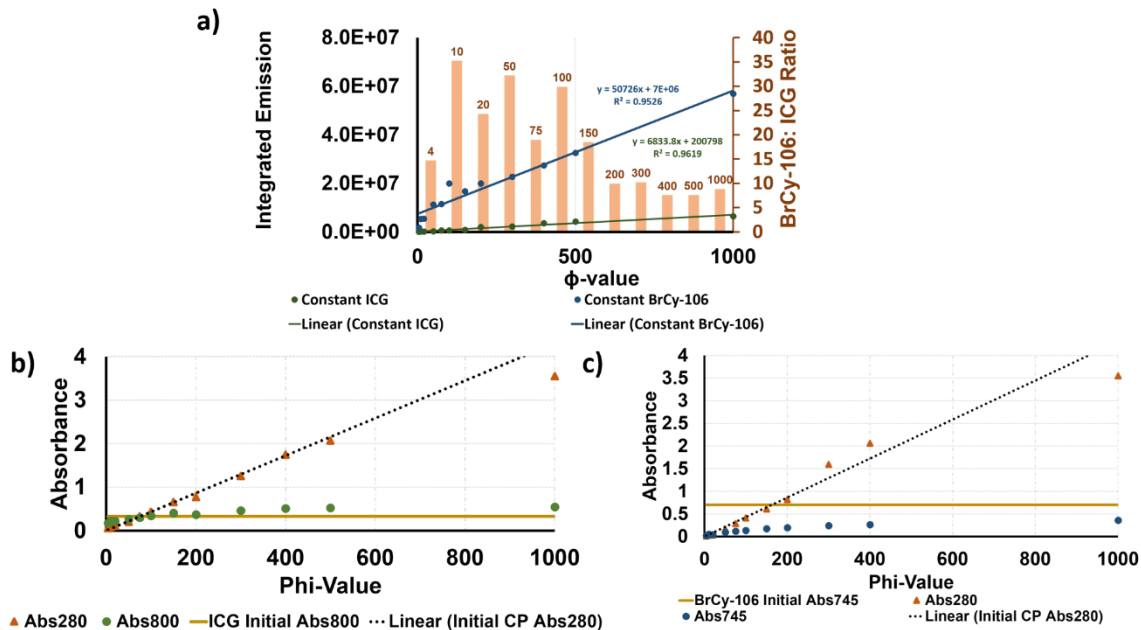 a)
8.0E+07
6.0E+07
4.0E+07
2.0E+07
0.0E+00
Integrated Emission
40
35
30
25
20
15
10
5
0
BrCy-106: ICG Ratio
4
10
20
50
75
100
150
200
300
400
500
1000
y = 50726x + 7E+06
R² = 0.9526
y = 6833.8x + 200798
R² = 0.9619
0 500 1000
ϕ-value
Constant ICG Constant BrCy-106
Linear (Constant ICG) Linear (Constant BrCy-106)
b)
4
3
2
1
0
Absorbance
0 200 400 600 800 1000
Phi-Value
Abs280 Abs800 ICG Initial Abs800 Linear (Initial CP Abs280)
c)
4
3.5
3
2.5
2
1.5
1
0.5
0
Absorbance
0 200 400 600 800 1000
Phi-Value
BrCy-106 Initial Abs745 Abs280
Abs745 Linear (Initial CP Abs280)